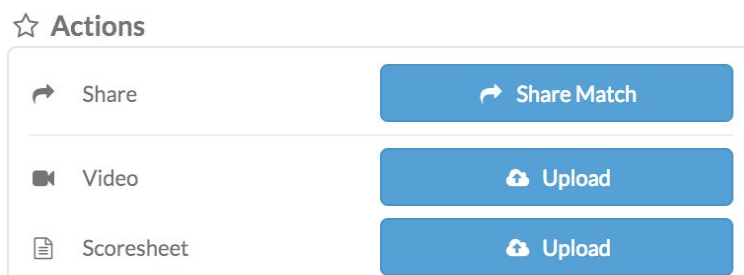 Actions
Share Share Match
Video Upload
Scoresheet Upload